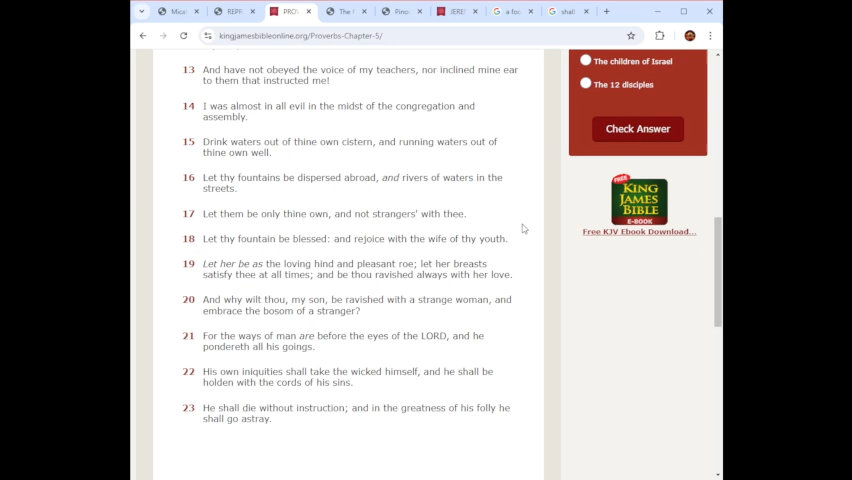 Mical
REPR
PROV
The I
Pinoa
JEREM
a foc
shall
kingjamesbibleonline.org/Proverbs-Chapter-5/
13 And have not obeyed the voice of my teachers, nor inclined mine ear
to them that instructed me!
14 I was almost in all evil in the midst of the congregation and
assembly.
15 Drink waters out of thine own cistern, and running waters out of
thine own well.
16 Let thy fountains be dispersed abroad, and rivers of waters in the
streets.
17 Let them be only thine own, and not strangers' with thee.
18 Let thy fountain be blessed: and rejoice with the wife of thy youth.
19 Let her be as the loving hind and pleasant roe; let her breasts
satisfy thee at all times; and be thou ravished always with her love.
20 And why wilt thou, my son, be ravished with a strange woman, and
embrace the bosom of a stranger?
21 For the ways of man are before the eyes of the LORD, and he
pondereth all his goings.
22 His own iniquities shall take the wicked himself, and he shall be
holden with the cords of his sins.
23 He shall die without instruction; and in the greatness of his folly he
shall go astray.
The children of Israel
The 12 disciples
Check Answer
FREE
KING
JAMES
BIBLE
E-BOOK
Free KJV Ebook Download...